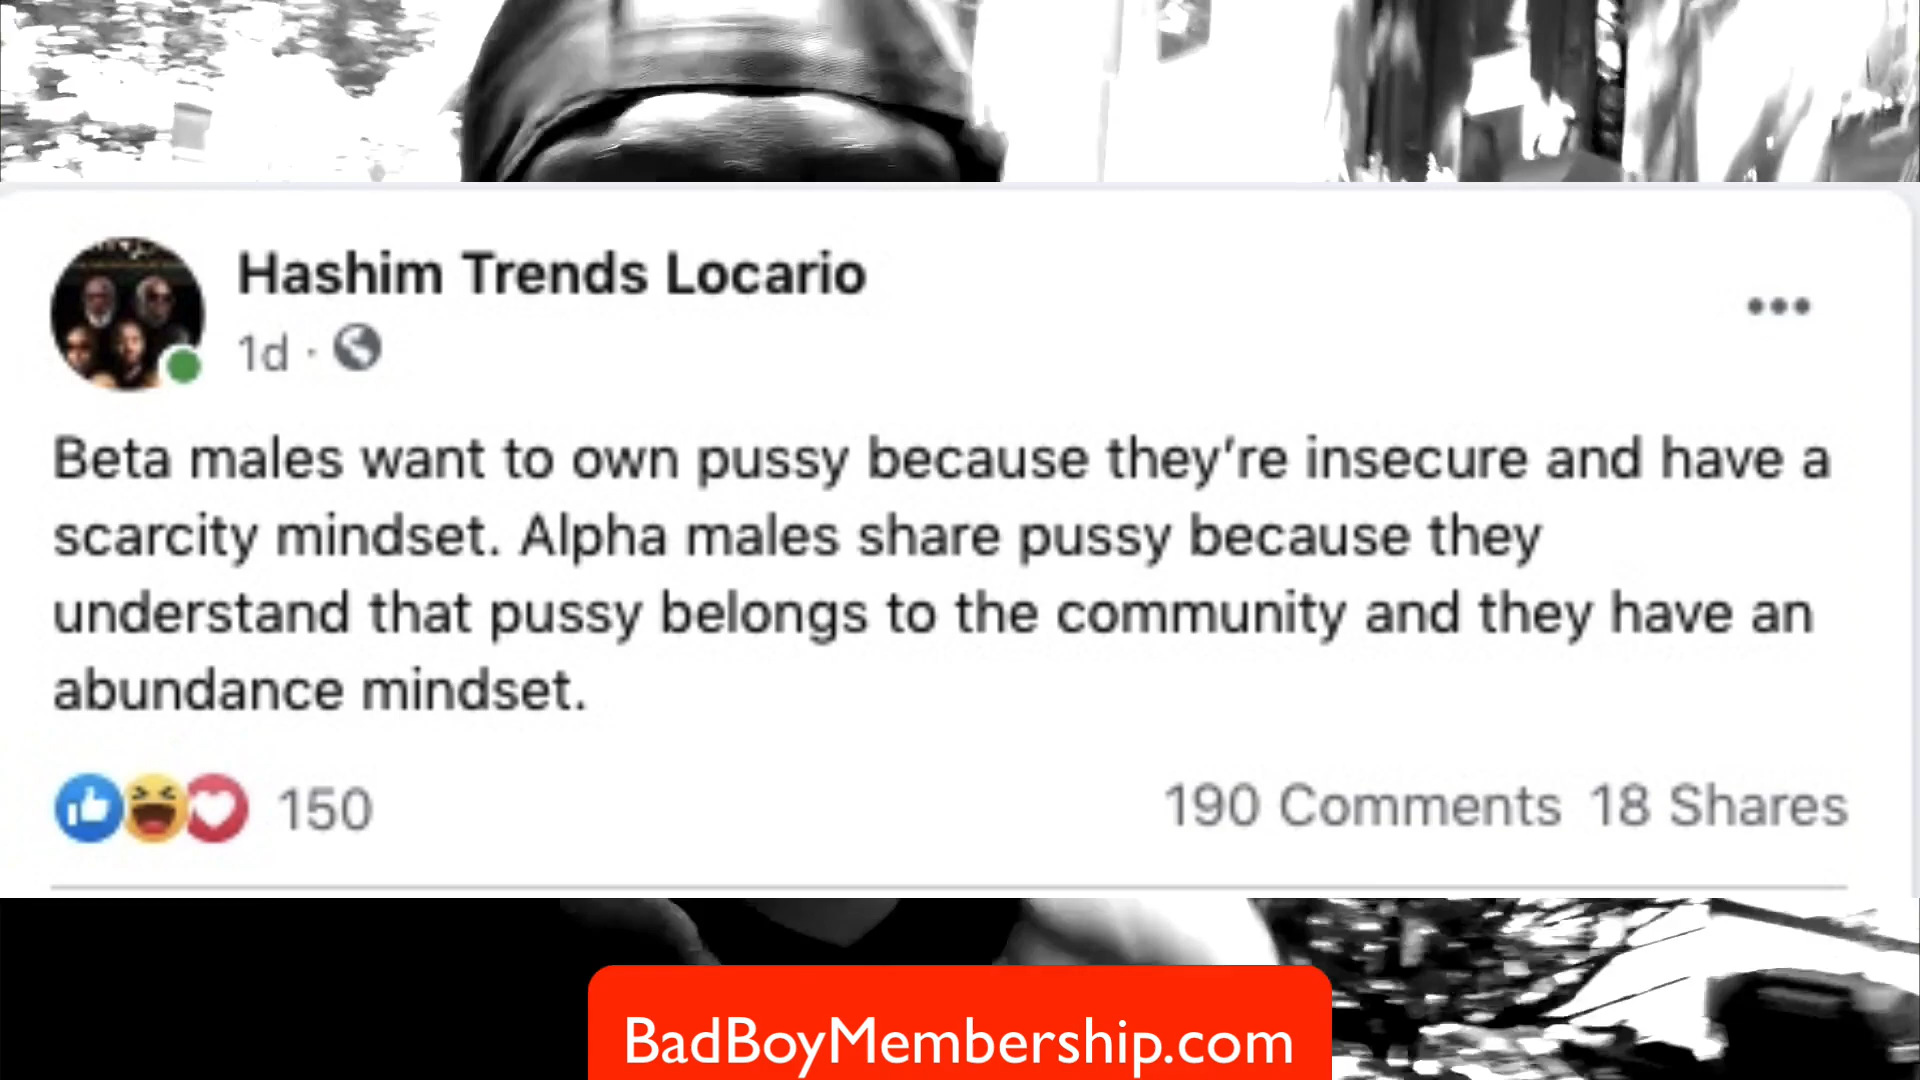 Hashim Trends Locario
1d ·
Beta males want to own pussy because they’re insecure and have a
scarcity mindset. Alpha males share pussy because they
understand that pussy belongs to the community and they have an
abundance mindset.
150
190 Comments 18 Shares
BadBoyMembership.com